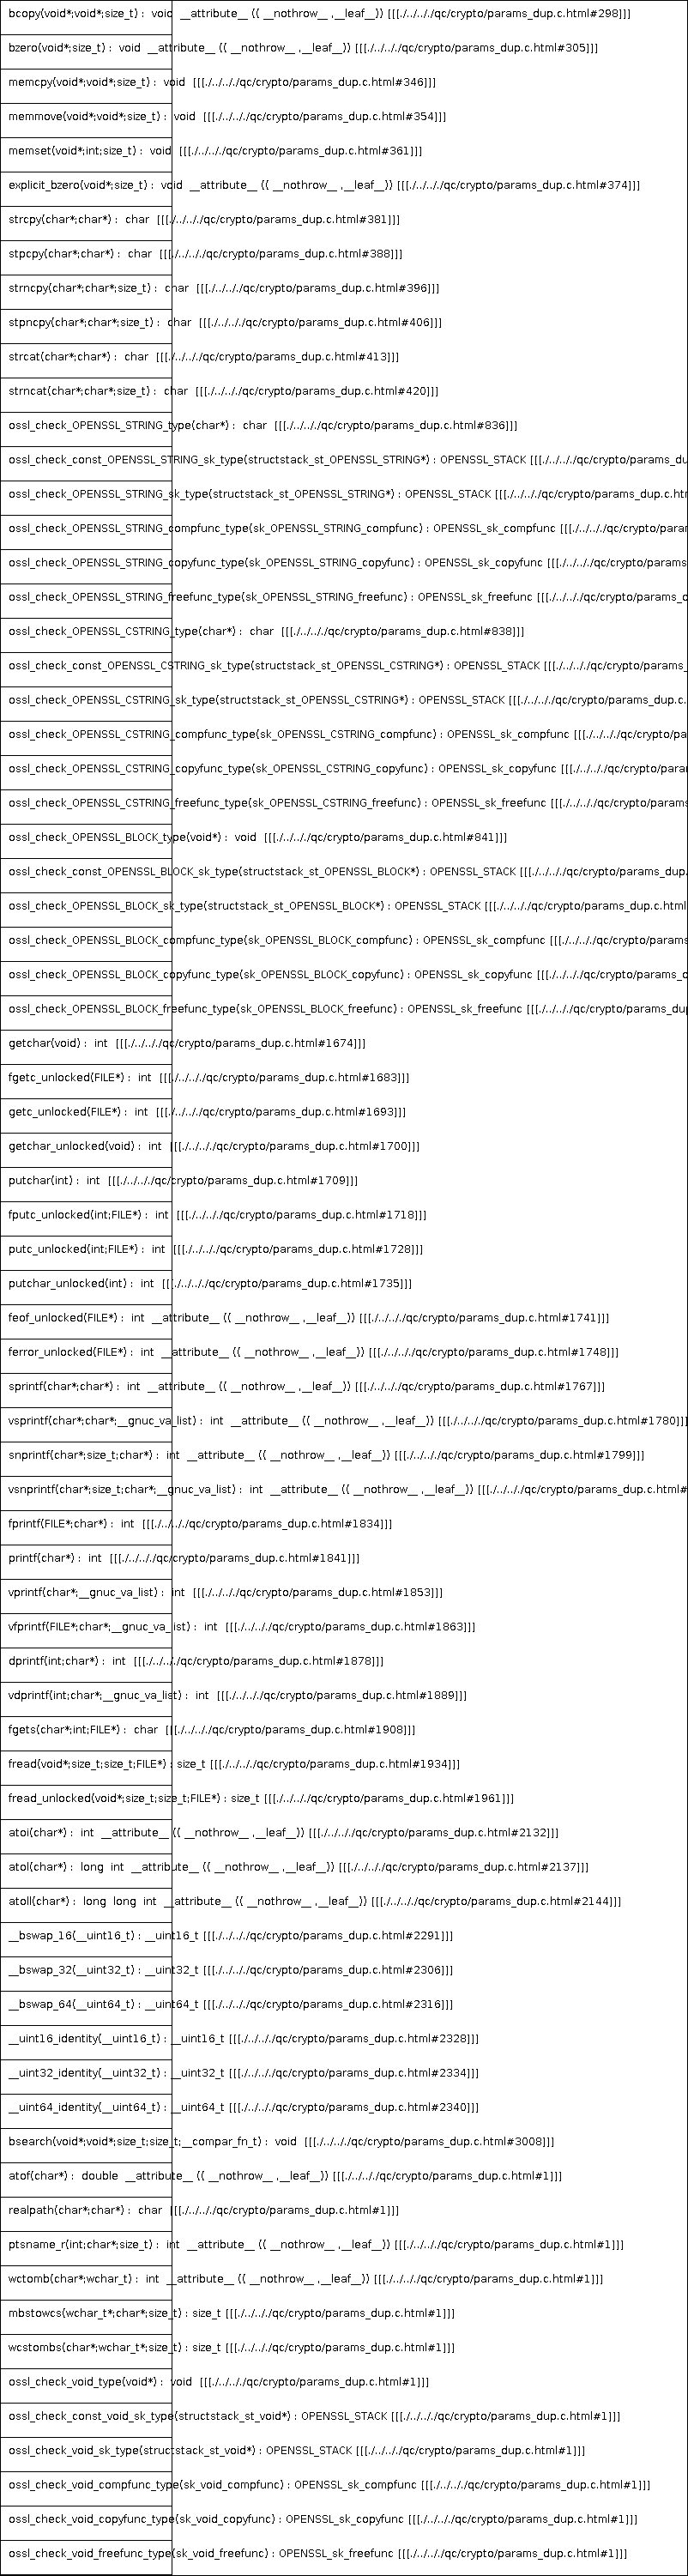 bcopy(void*;void*;size_t) :  void  __attribute__ (( __nothrow__ ,__leaf__)) [[[./../../../qc/crypto/params_dup.c.html#298]]]
bzero(void*;size_t) :  void  __attribute__ (( __nothrow__ ,__leaf__)) [[[./../../../qc/crypto/params_dup.c.html#305]]]
memcpy(void*;void*;size_t) :  void  [[[./../../../qc/crypto/params_dup.c.html#346]]]
memmove(void*;void*;size_t) :  void  [[[./../../../qc/crypto/params_dup.c.html#354]]]
memset(void*;int;size_t) :  void  [[[./../../../qc/crypto/params_dup.c.html#361]]]
explicit_bzero(void*;size_t) :  void  __attribute__ (( __nothrow__ ,__leaf__)) [[[./../../../qc/crypto/params_dup.c.html#374]]]
strcpy(char*;char*) :  char  [[[./../../../qc/crypto/params_dup.c.html#381]]]
stpcpy(char*;char*) :  char  [[[./../../../qc/crypto/params_dup.c.html#388]]]
strncpy(char*;char*;size_t) :  char  [[[./../../../qc/crypto/params_dup.c.html#396]]]
stpncpy(char*;char*;size_t) :  char  [[[./../../../qc/crypto/params_dup.c.html#406]]]
strcat(char*;char*) :  char  [[[./../../../qc/crypto/params_dup.c.html#413]]]
strncat(char*;char*;size_t) :  char  [[[./../../../qc/crypto/params_dup.c.html#420]]]
ossl_check_OPENSSL_STRING_type(char*) :  char  [[[./../../../qc/crypto/params_dup.c.html#836]]]
ossl_check_const_OPENSSL_STRING_sk_type(structstack_st_OPENSSL_STRING*) : OPENSSL_STACK [[[./../../../qc/crypto/params_du
ossl_check_OPENSSL_STRING_sk_type(structstack_st_OPENSSL_STRING*) : OPENSSL_STACK [[[./../../../qc/crypto/params_dup.c.htm
ossl_check_OPENSSL_STRING_compfunc_type(sk_OPENSSL_STRING_compfunc) : OPENSSL_sk_compfunc [[[./../../../qc/crypto/param
ossl_check_OPENSSL_STRING_copyfunc_type(sk_OPENSSL_STRING_copyfunc) : OPENSSL_sk_copyfunc [[[./../../../qc/crypto/params
ossl_check_OPENSSL_STRING_freefunc_type(sk_OPENSSL_STRING_freefunc) : OPENSSL_sk_freefunc [[[./../../../qc/crypto/params_d
ossl_check_OPENSSL_CSTRING_type(char*) :  char  [[[./../../../qc/crypto/params_dup.c.html#838]]]
ossl_check_const_OPENSSL_CSTRING_sk_type(structstack_st_OPENSSL_CSTRING*) : OPENSSL_STACK [[[./../../../qc/crypto/params_
ossl_check_OPENSSL_CSTRING_sk_type(structstack_st_OPENSSL_CSTRING*) : OPENSSL_STACK [[[./../../../qc/crypto/params_dup.c.
ossl_check_OPENSSL_CSTRING_compfunc_type(sk_OPENSSL_CSTRING_compfunc) : OPENSSL_sk_compfunc [[[./../../../qc/crypto/pa
ossl_check_OPENSSL_CSTRING_copyfunc_type(sk_OPENSSL_CSTRING_copyfunc) : OPENSSL_sk_copyfunc [[[./../../../qc/crypto/para
ossl_check_OPENSSL_CSTRING_freefunc_type(sk_OPENSSL_CSTRING_freefunc) : OPENSSL_sk_freefunc [[[./../../../qc/crypto/params
ossl_check_OPENSSL_BLOCK_type(void*) :  void  [[[./../../../qc/crypto/params_dup.c.html#841]]]
ossl_check_const_OPENSSL_BLOCK_sk_type(structstack_st_OPENSSL_BLOCK*) : OPENSSL_STACK [[[./../../../qc/crypto/params_dup.
ossl_check_OPENSSL_BLOCK_sk_type(structstack_st_OPENSSL_BLOCK*) : OPENSSL_STACK [[[./../../../qc/crypto/params_dup.c.html
ossl_check_OPENSSL_BLOCK_compfunc_type(sk_OPENSSL_BLOCK_compfunc) : OPENSSL_sk_compfunc [[[./../../../qc/crypto/params
ossl_check_OPENSSL_BLOCK_copyfunc_type(sk_OPENSSL_BLOCK_copyfunc) : OPENSSL_sk_copyfunc [[[./../../../qc/crypto/params_d
ossl_check_OPENSSL_BLOCK_freefunc_type(sk_OPENSSL_BLOCK_freefunc) : OPENSSL_sk_freefunc [[[./../../../qc/crypto/params_dup
getchar(void) :  int  [[[./../../../qc/crypto/params_dup.c.html#1674]]]
fgetc_unlocked(FILE*) :  int  [[[./../../../qc/crypto/params_dup.c.html#1683]]]
getc_unlocked(FILE*) :  int  [[[./../../../qc/crypto/params_dup.c.html#1693]]]
getchar_unlocked(void) :  int  [[[./../../../qc/crypto/params_dup.c.html#1700]]]
putchar(int) :  int  [[[./../../../qc/crypto/params_dup.c.html#1709]]]
fputc_unlocked(int;FILE*) :  int  [[[./../../../qc/crypto/params_dup.c.html#1718]]]
putc_unlocked(int;FILE*) :  int  [[[./../../../qc/crypto/params_dup.c.html#1728]]]
putchar_unlocked(int) :  int  [[[./../../../qc/crypto/params_dup.c.html#1735]]]
feof_unlocked(FILE*) :  int  __attribute__ (( __nothrow__ ,__leaf__)) [[[./../../../qc/crypto/params_dup.c.html#1741]]]
ferror_unlocked(FILE*) :  int  __attribute__ (( __nothrow__ ,__leaf__)) [[[./../../../qc/crypto/params_dup.c.html#1748]]]
sprintf(char*;char*) :  int  __attribute__ (( __nothrow__ ,__leaf__)) [[[./../../../qc/crypto/params_dup.c.html#1767]]]
vsprintf(char*;char*;__gnuc_va_list) :  int  __attribute__ (( __nothrow__ ,__leaf__)) [[[./../../../qc/crypto/params_dup.c.html#1780]]]
snprintf(char*;size_t;char*) :  int  __attribute__ (( __nothrow__ ,__leaf__)) [[[./../../../qc/crypto/params_dup.c.html#1799]]]
vsnprintf(char*;size_t;char*;__gnuc_va_list) :  int  __attribute__ (( __nothrow__ ,__leaf__)) [[[./../../../qc/crypto/params_dup.c.html#
fprintf(FILE*;char*) :  int  [[[./../../../qc/crypto/params_dup.c.html#1834]]]
printf(char*) :  int  [[[./../../../qc/crypto/params_dup.c.html#1841]]]
vprintf(char*;__gnuc_va_list) :  int  [[[./../../../qc/crypto/params_dup.c.html#1853]]]
vfprintf(FILE*;char*;__gnuc_va_list) :  int  [[[./../../../qc/crypto/params_dup.c.html#1863]]]
dprintf(int;char*) :  int  [[[./../../../qc/crypto/params_dup.c.html#1878]]]
vdprintf(int;char*;__gnuc_va_list) :  int  [[[./../../../qc/crypto/params_dup.c.html#1889]]]
fgets(char*;int;FILE*) :  char  [[[./../../../qc/crypto/params_dup.c.html#1908]]]
fread(void*;size_t;size_t;FILE*) : size_t [[[./../../../qc/crypto/params_dup.c.html#1934]]]
fread_unlocked(void*;size_t;size_t;FILE*) : size_t [[[./../../../qc/crypto/params_dup.c.html#1961]]]
atoi(char*) :  int  __attribute__ (( __nothrow__ ,__leaf__)) [[[./../../../qc/crypto/params_dup.c.html#2132]]]
atol(char*) :  long  int  __attribute__ (( __nothrow__ ,__leaf__)) [[[./../../../qc/crypto/params_dup.c.html#2137]]]
atoll(char*) :  long  long  int  __attribute__ (( __nothrow__ ,__leaf__)) [[[./../../../qc/crypto/params_dup.c.html#2144]]]
__bswap_16(__uint16_t) : __uint16_t [[[./../../../qc/crypto/params_dup.c.html#2291]]]
__bswap_32(__uint32_t) : __uint32_t [[[./../../../qc/crypto/params_dup.c.html#2306]]]
__bswap_64(__uint64_t) : __uint64_t [[[./../../../qc/crypto/params_dup.c.html#2316]]]
__uint16_identity(__uint16_t) : __uint16_t [[[./../../../qc/crypto/params_dup.c.html#2328]]]
__uint32_identity(__uint32_t) : __uint32_t [[[./../../../qc/crypto/params_dup.c.html#2334]]]
__uint64_identity(__uint64_t) : __uint64_t [[[./../../../qc/crypto/params_dup.c.html#2340]]]
bsearch(void*;void*;size_t;size_t;__compar_fn_t) :  void  [[[./../../../qc/crypto/params_dup.c.html#3008]]]
atof(char*) :  double  __attribute__ (( __nothrow__ ,__leaf__)) [[[./../../../qc/crypto/params_dup.c.html#1]]]
realpath(char*;char*) :  char  [[[./../../../qc/crypto/params_dup.c.html#1]]]
ptsname_r(int;char*;size_t) :  int  __attribute__ (( __nothrow__ ,__leaf__)) [[[./../../../qc/crypto/params_dup.c.html#1]]]
wctomb(char*;wchar_t) :  int  __attribute__ (( __nothrow__ ,__leaf__)) [[[./../../../qc/crypto/params_dup.c.html#1]]]
mbstowcs(wchar_t*;char*;size_t) : size_t [[[./../../../qc/crypto/params_dup.c.html#1]]]
wcstombs(char*;wchar_t*;size_t) : size_t [[[./../../../qc/crypto/params_dup.c.html#1]]]
ossl_check_void_type(void*) :  void  [[[./../../../qc/crypto/params_dup.c.html#1]]]
ossl_check_const_void_sk_type(structstack_st_void*) : OPENSSL_STACK [[[./../../../qc/crypto/params_dup.c.html#1]]]
ossl_check_void_sk_type(structstack_st_void*) : OPENSSL_STACK [[[./../../../qc/crypto/params_dup.c.html#1]]]
ossl_check_void_compfunc_type(sk_void_compfunc) : OPENSSL_sk_compfunc [[[./../../../qc/crypto/params_dup.c.html#1]]]
ossl_check_void_copyfunc_type(sk_void_copyfunc) : OPENSSL_sk_copyfunc [[[./../../../qc/crypto/params_dup.c.html#1]]]
ossl_check_void_freefunc_type(sk_void_freefunc) : OPENSSL_sk_freefunc [[[./../../../qc/crypto/params_dup.c.html#1]]]